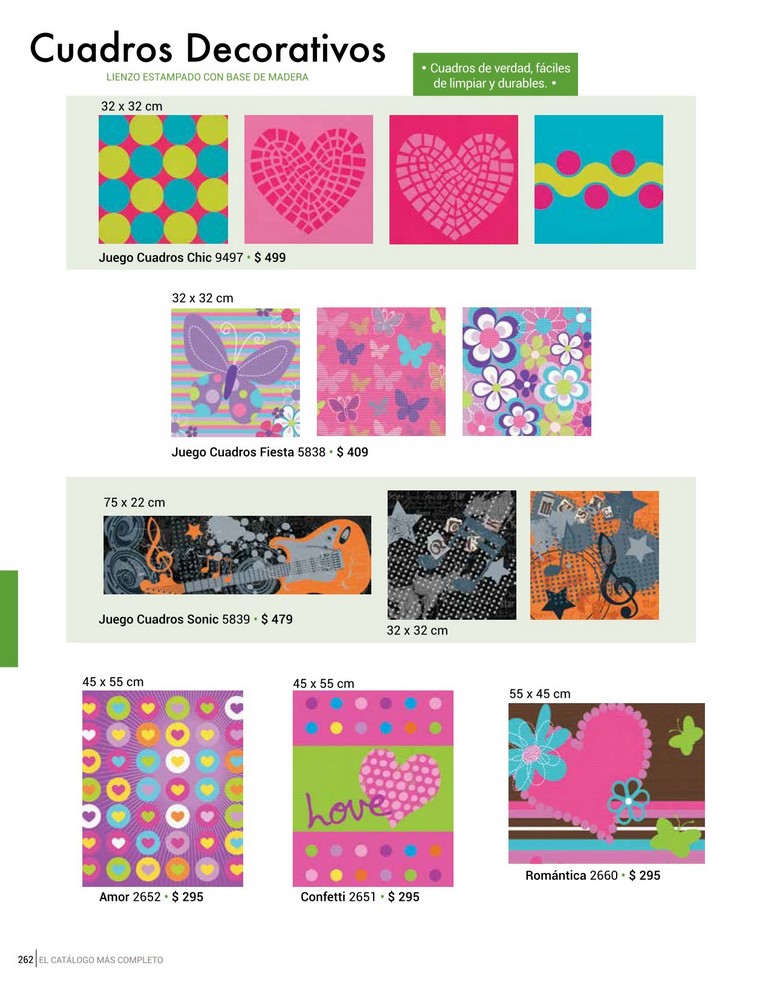 Cuadros Decorativos
LIENZO ESTAMPADO CON BASE DE MADERA
• Cuadros de verdad, fáciles
de limpiar y durables. •
32 x 32 cm
Juego Cuadros Chic 9497 • $ 499
32 x 32 cm
Juego Cuadros Fiesta 5838 • $ 409
75 x 22 cm
Juego Cuadros Sonic 5839 • $ 479
32 x 32 cm
45 x 55 cm
45 x 55 cm
55 x 45 cm
love
Romántica 2660 • $ 295
Amor 2652 • $ 295
Confetti 2651 • $ 295
262 EL CATÁLOGO MÁS COMPLETO